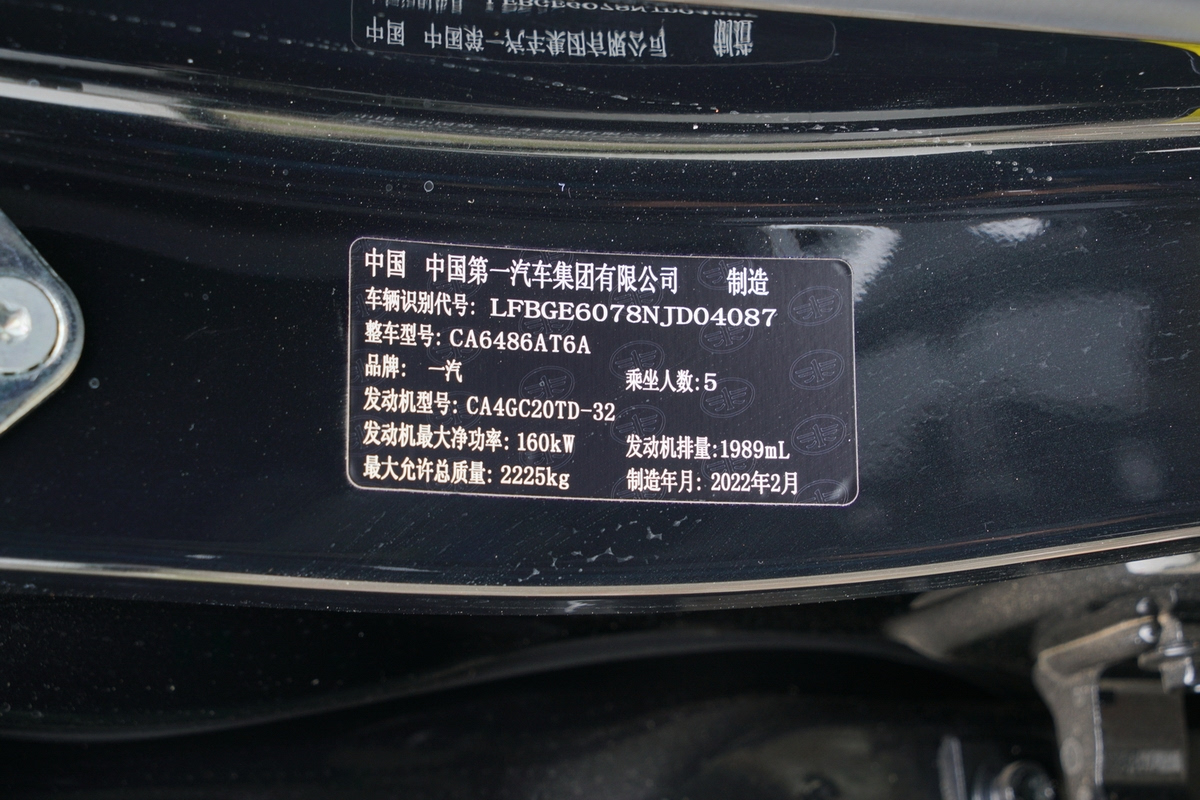 中国 中国第一汽车集团有限公司 制造
车辆识别代号: LFBGE6078NJD04087
整车型号: CA6486AT6A
品牌: 一汽 乘坐人数:5
发动机型号: CA4GC20TD-32
发动机最大净功率: 160kW 发动机排量:1989mL
最大允许总质量: 2225kg 制造年月: 2022年2月